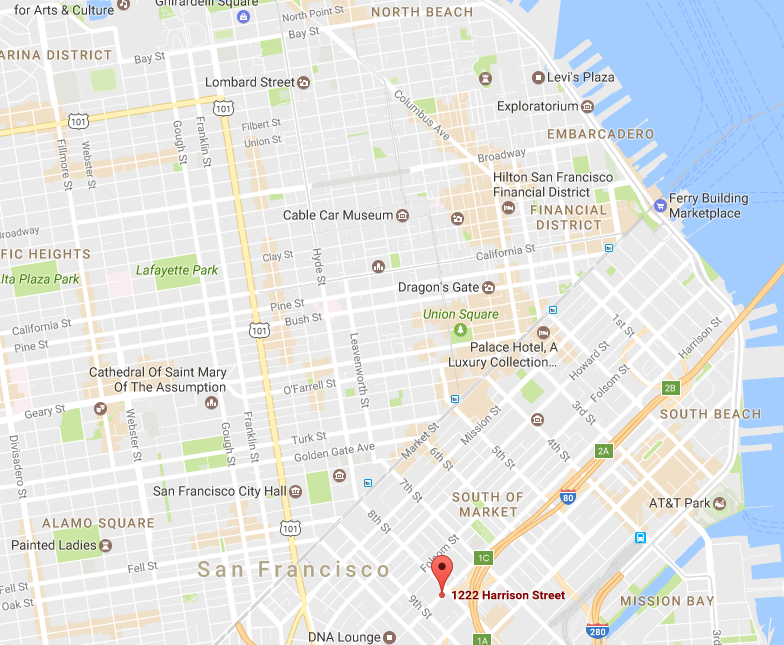 for Arts & Culture
Ghirardelli Square
North Point St
NORTH BEACH
Bay St
ARINA DISTRICT
Bay St
Lombard Street
Levi's Plaza
Columbus Ave
Exploratorium
101
101
EMBARCADERO
Filbert St
Union St
Gough St
Franklin St
Fillmore St
Webster St
Broadway
Hilton San Francisco
Financial District
Ferry Building
Marketplace
Cable Car Museum
FINANCIAL
DISTRICT
Broadway
FIC HEIGHTS
Clay St
Hyde St
California St
lta Plaza Park
Lafayette Park
Dragon's Gate
Pine St
Bush St
Union Square
California St
Pine St
101
1st St
Harrison St
Palace Hotel, A
Luxury Collection...
Howard St
Leavenworth St
Cathedral Of Saint Mary
Of The Assumption
O'Farrell St
Folsom St
2B
Geary St
3rd St
SOUTH BEACH
Webster St
Gough St
Franklin St
Mission St
Market St
Turk St
Golden Gate Ave
4th St
5th St
6th St
2A
Divisadero St
San Francisco City Hall
7th St
SOUTH OF
MARKET
80
AT&T Park
ALAMO SQUARE
8th St
101
Painted Ladies
Folsom St
1C
Fell St
San Francisco
Fell St
Oak St
1222 Harrison Street
9th St
MISSION BAY
DNA Lounge
1A
280
3rd